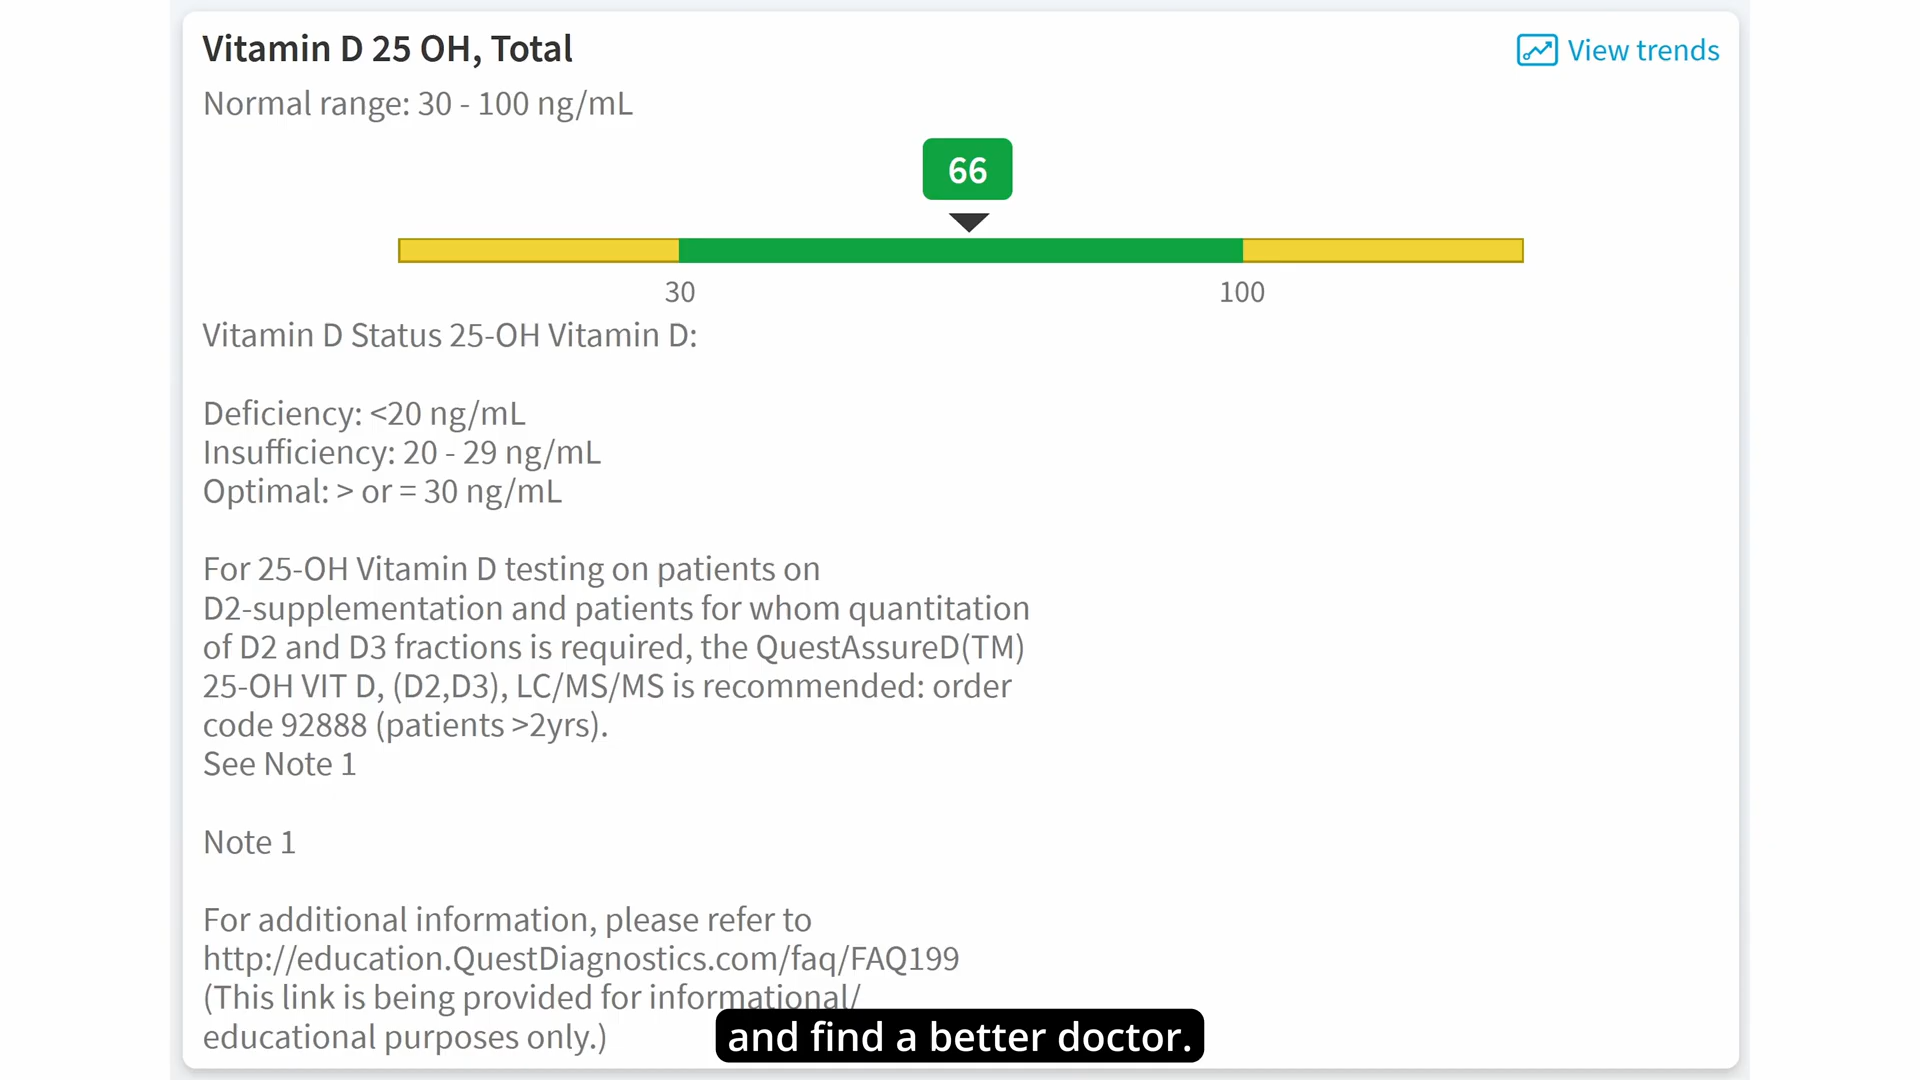 Vitamin D 25 OH, Total
View trends
Normal range: 30 - 100 ng/mL
66
30
100
Vitamin D Status 25-OH Vitamin D:
Deficiency: <20 ng/mL
Insufficiency: 20 - 29 ng/mL
Optimal: > or = 30 ng/mL
For 25-OH Vitamin D testing on patients on
D2-supplementation and patients for whom quantitation
of D2 and D3 fractions is required, the QuestAssureD(TM)
25-OH VIT D, (D2,D3), LC/MS/MS is recommended: order
code 92888 (patients >2yrs).
See Note 1
Note 1
For additional information, please refer to
http://education.QuestDiagnostics.com/faq/FAQ199
(This link is being provided for informational/
educational purposes only.)
and find a better doctor.